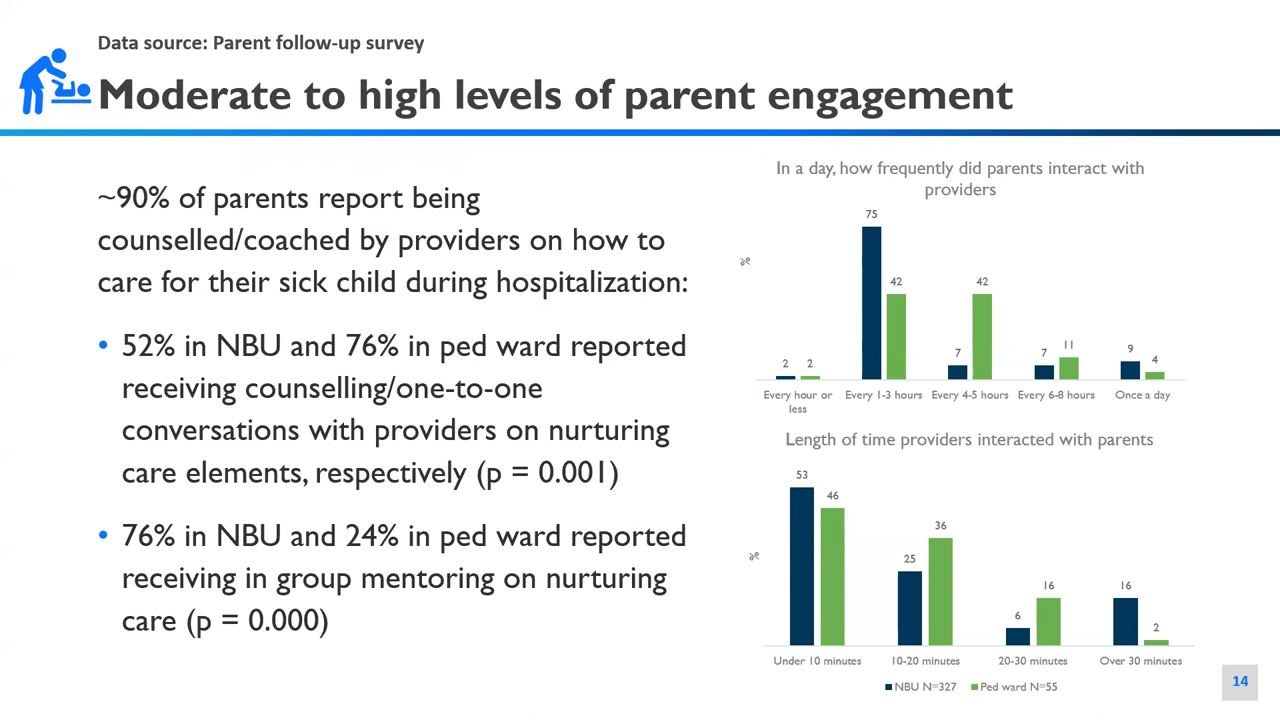 Data source: Parent follow-up survey
Moderate to high levels of parent engagement
~90% of parents report being
counselled/coached by providers on how to
care for their sick child during hospitalization:
• 52% in NBU and 76% in ped ward reported
receiving counselling/one-to-one
conversations with providers on nurturing
care elements, respectively (p = 0.001)
• 76% in NBU and 24% in ped ward reported
receiving in group mentoring on nurturing
care (p = 0.000)
In a day, how frequently did parents interact with
providers
%
75
42
42
2
2
7
7
11
9
4
Every hour or
less
Every 1-3 hours
Every 4-5 hours
Every 6-8 hours
Once a day
Length of time providers interacted with parents
%
53
46
25
36
6
16
16
2
Under 10 minutes
10-20 minutes
20-30 minutes
Over 30 minutes
NBU N=327
Ped ward N=55
14